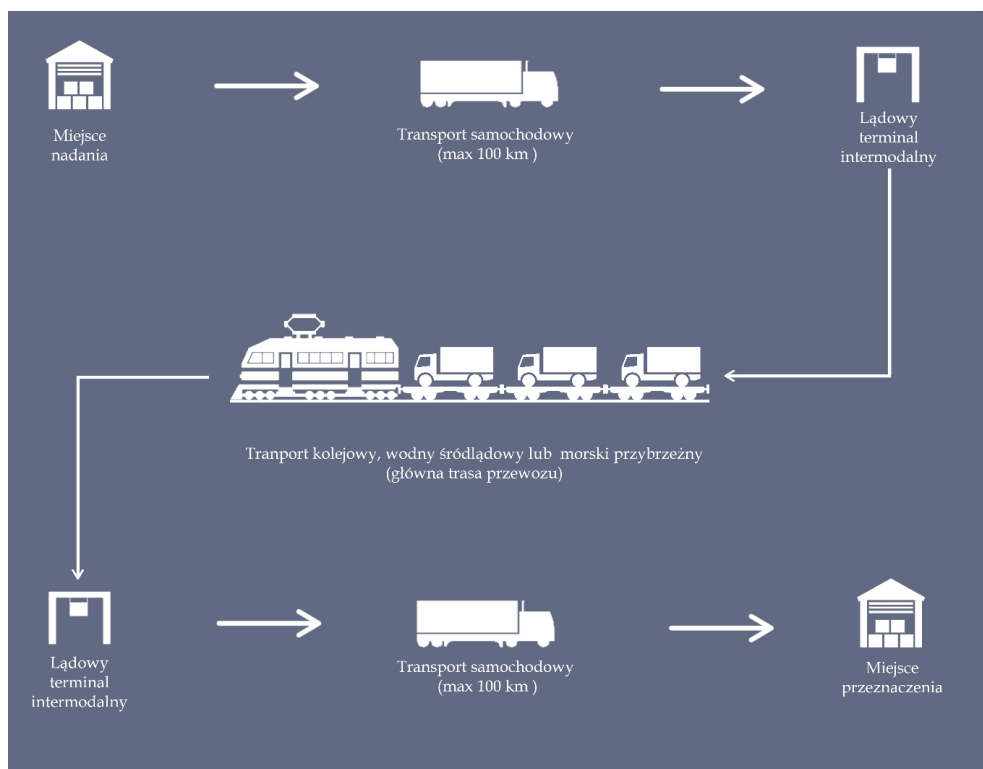 Miejsce
nadania
Transport samochodowy
(max 100 km )
Lądowy
terminal
intermodalny
Tranport kolejowy, wodny śródlądowy lub  morski przybrzeżny
(główna trasa przewozu)
Lądowy
terminal
intermodalny
Transport samochodowy
(max 100 km )
Miejsce
przeznaczenia